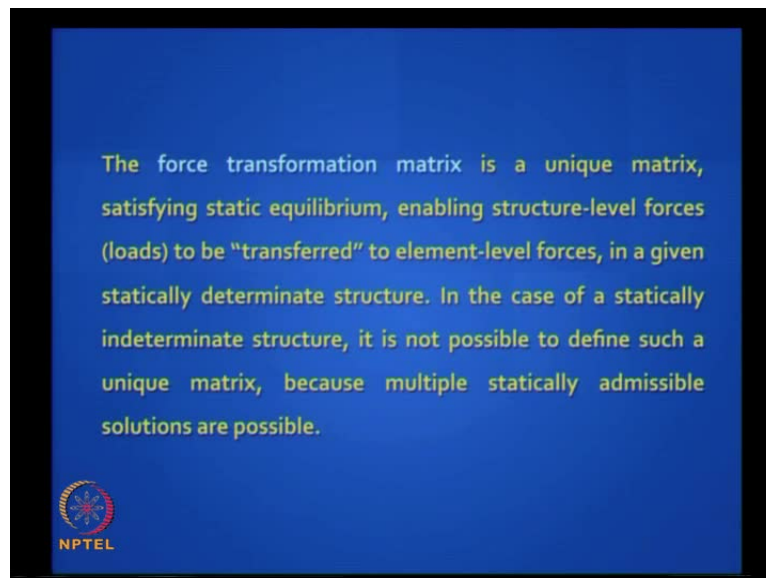 The force transformation matrix is a unique matrix,
satisfying static equilibrium, enabling structure-level forces
(loads) to be "transferred" to element-level forces, in a given
statically determinate structure. In the case of a statically
indeterminate structure, it is not possible to define such a
unique matrix, because multiple statically admissible
solutions are possible.
NPTEL